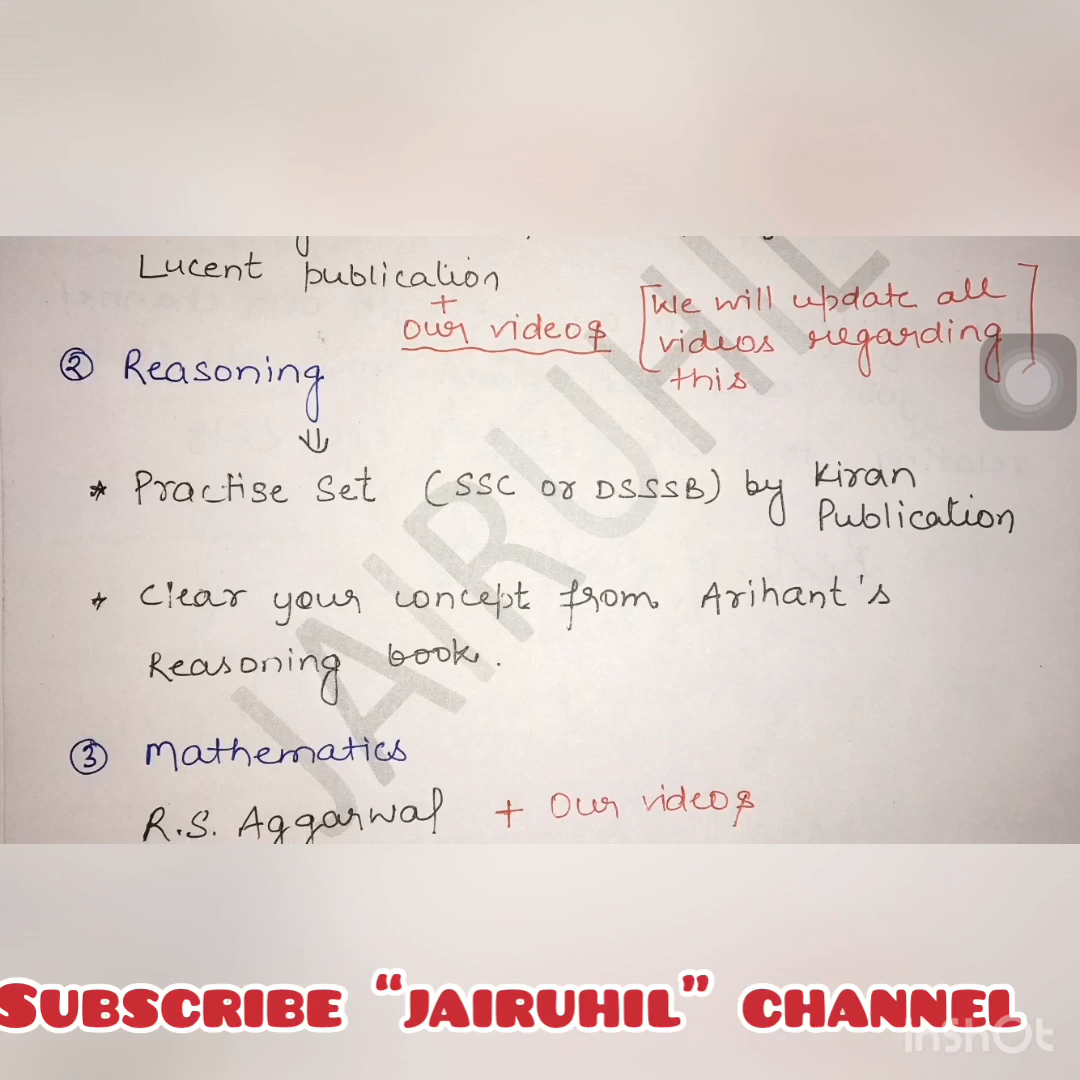 Lucent publication
+
our videos [We will update all
videos regarding
this]
② Reasoning
⇓
* Practise Set (SSC or DSSSB) by Kiran
Publication
* Clear your concept from Arihant's
Reasoning book.
③ Mathematics
R.S. Aggarwal + Our videos
JAIRUHIL
SUBSCRIBE “JAIRUHIL” CHANNEL
InShOt